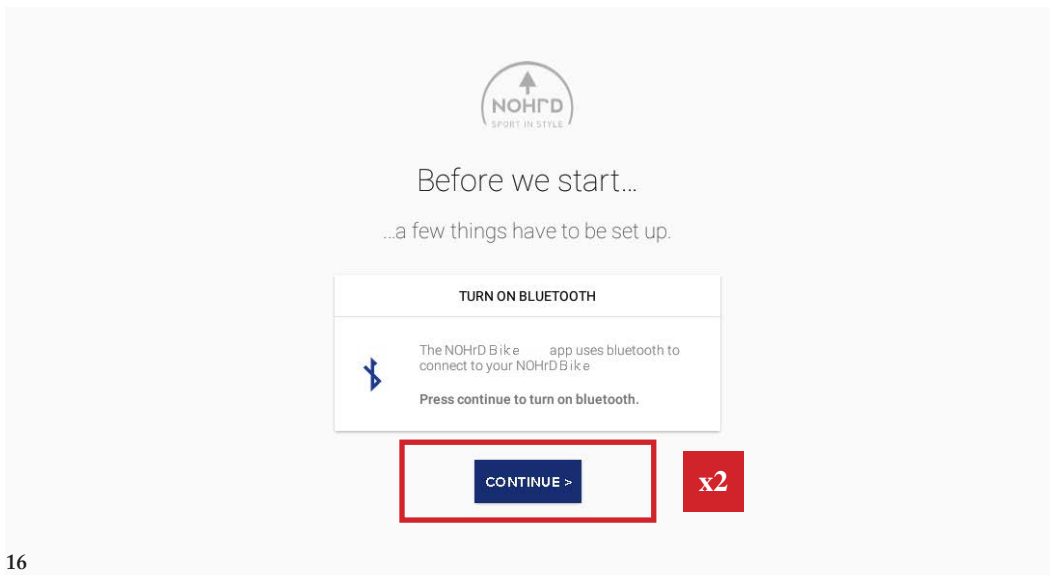 NOHrD
SPORT IN STYLE
Before we start...
...a few things have to be set up.
TURN ON BLUETOOTH
The NOHrD Bike app uses bluetooth to
connect to your NOHrD Bike
Press continue to turn on bluetooth.
CONTINUE >
x2
16